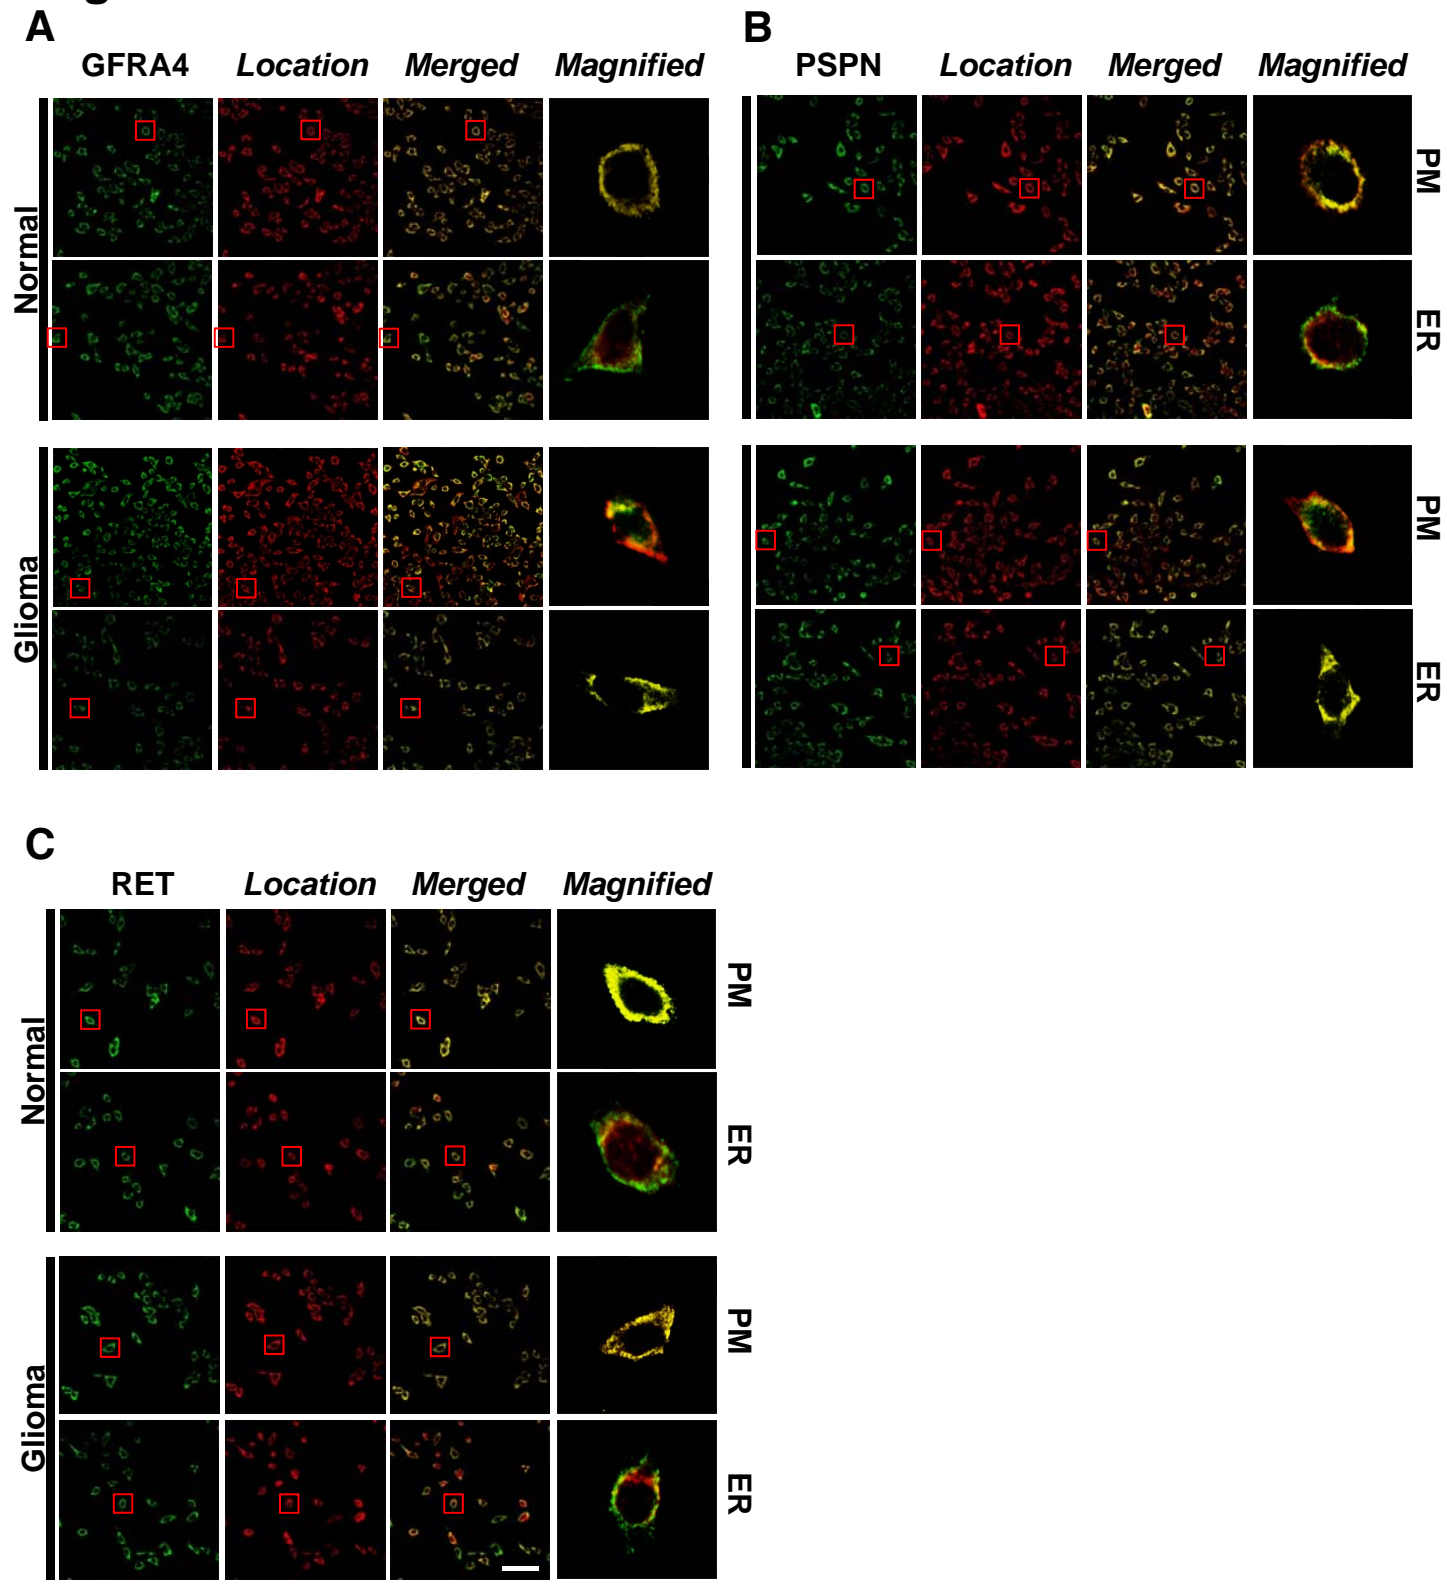 A
GFRA4 Location Merged Magnified
Normal
Glioma
B
PSPN Location Merged Magnified
PM
ER
PM
ER
C
RET Location Merged Magnified
Normal
Glioma
PM
ER
PM
ER